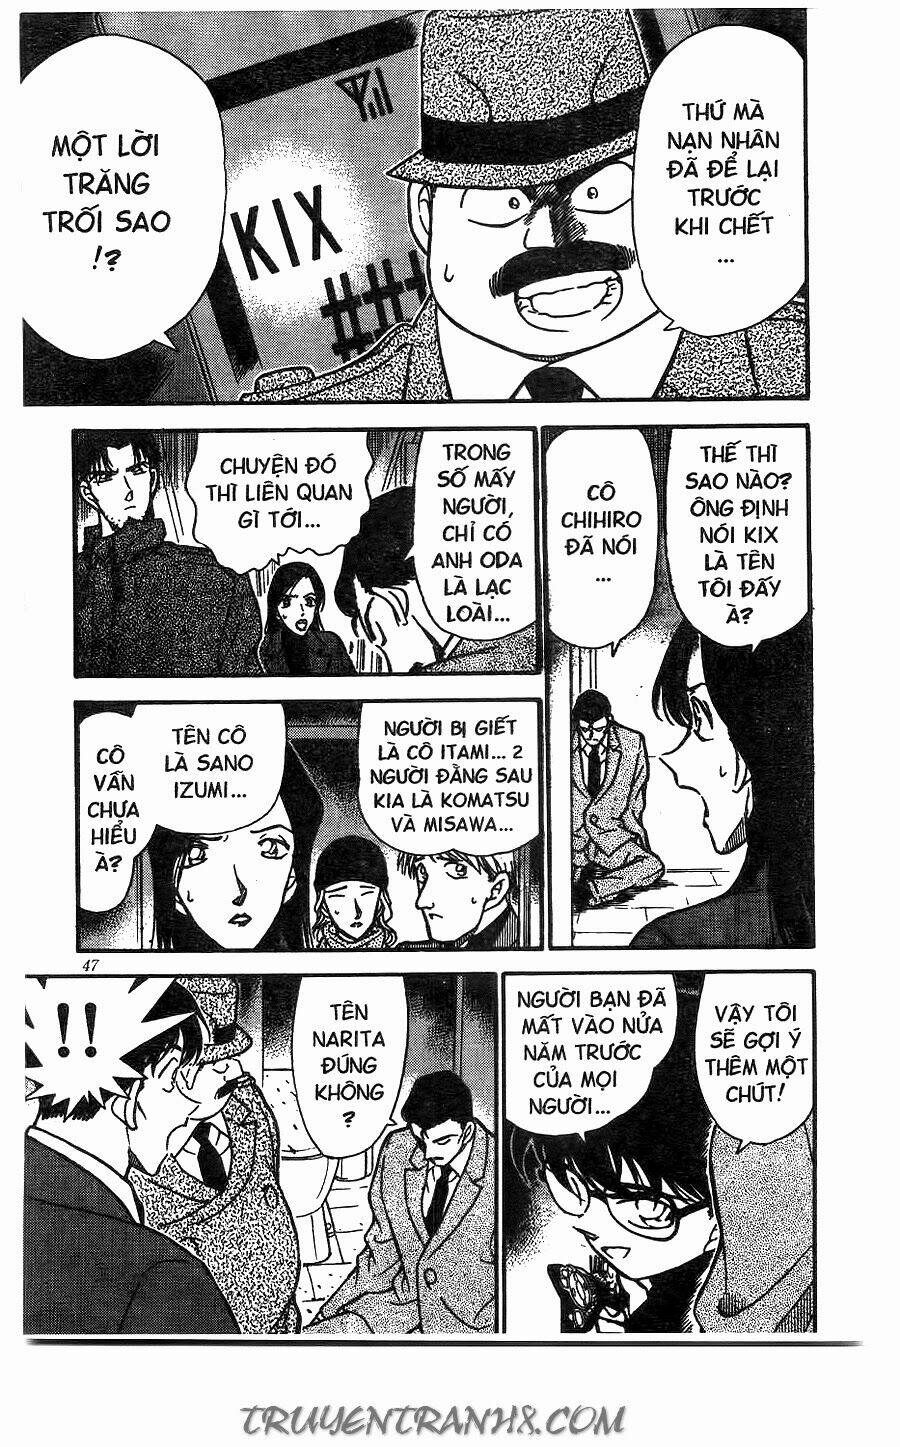 THỨ MÀ
NẠN NHÂN
ĐÃ ĐỂ LẠI
TRƯỚC
KHI CHẾT
...
MỘT LỜI
TRĂNG
TRỐI SAO
!?
KIX
THẾ THÌ
SAO NÀO?
ÔNG ĐỊNH
NÓI KIX
LÀ TÊN
TÔI ĐẤY
À?
CÔ
CHIHIRO
ĐÃ NÓI
...
TRONG
SỐ MẤY
NGƯỜI,
CHỈ CÓ
ANH ODA
LÀ LẠC
LOÀI...
CHUYỆN ĐÓ
THÌ LIÊN QUAN
GÌ TỚI...
NGƯỜI BỊ GIẾT
LÀ CÔ ITAMI... 2
NGƯỜI ĐẰNG SAU
KIA LÀ KOMATSU
VÀ MISAWA...
TÊN CÔ
LÀ SANO
IZUMI...
CÔ
VẪN
CHƯA
HIỂU
À?
47
VẬY TÔI
SẼ GỢI Ý
THÊM MỘT
CHÚT!
NGƯỜI BẠN ĐÃ
MẤT VÀO NỬA
NĂM TRƯỚC
CỦA MỌI
NGƯỜI...
TÊN
NARITA
ĐÚNG
KHÔNG
?
!!
TRUYENTRANH8.COM